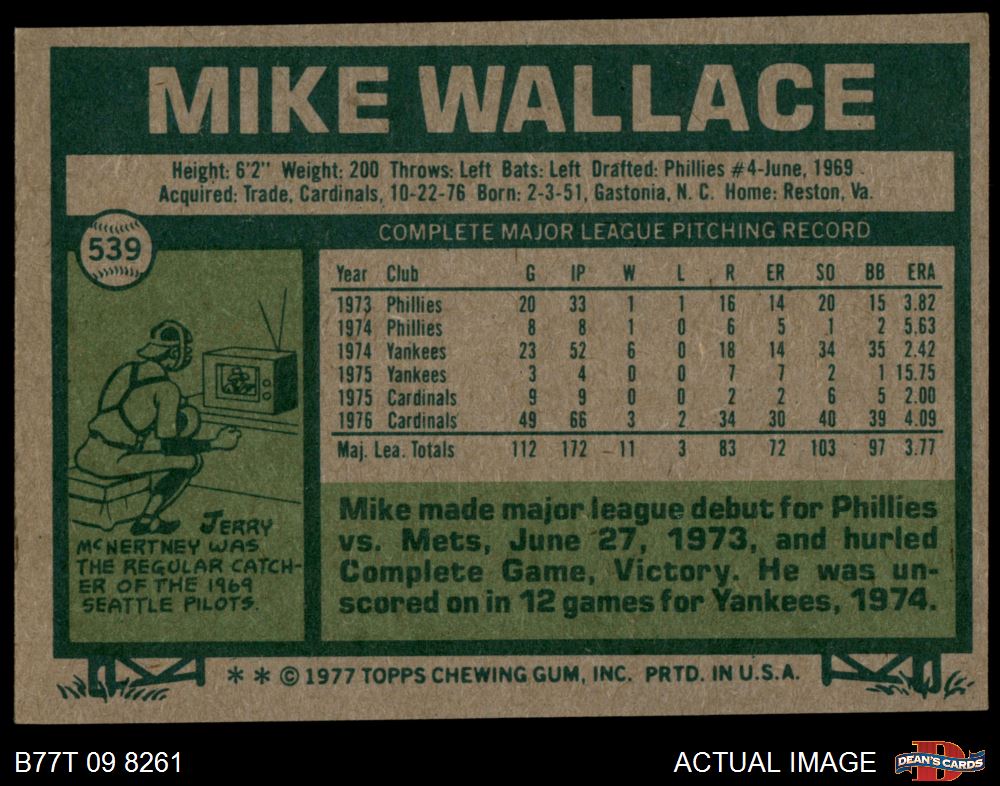 MIKE WALLACE
Height: 6'2" Weight: 200 Throws: Left Bats: Left Drafted: Phillies #4-June, 1969
Acquired: Trade, Cardinals, 10-22-76 Born: 2-3-51, Gastonia, N. C. Home: Reston, Va.
539
COMPLETE MAJOR LEAGUE PITCHING RECORD
Year Club G IP W L R ER SO BB ERA
1973 Phillies 20 33 1 1 16 14 20 15 3.82
1974 Phillies 8 8 1 0 6 5 1 2 5.63
1974 Yankees 23 52 6 0 18 14 34 35 2.42
1975 Yankees 3 4 0 0 7 7 2 1 15.75
1975 Cardinals 9 9 0 0 2 2 6 5 2.00
1976 Cardinals 49 66 3 2 34 30 40 39 4.09
Maj. Lea. Totals 112 172 11 3 83 72 103 97 3.77
JERRY
MCNERTNEY WAS
THE REGULAR CATCH-
ER OF THE 1969
SEATTLE PILOTS.
Mike made major league debut for Phillies
vs. Mets, June 27, 1973, and hurled
Complete Game, Victory. He was un-
scored on in 12 games for Yankees, 1974.
* * © 1977 TOPPS CHEWING GUM, INC. PRTD. IN U.S.A.
B77T 09 8261
ACTUAL IMAGE
DEAN'S CARDS